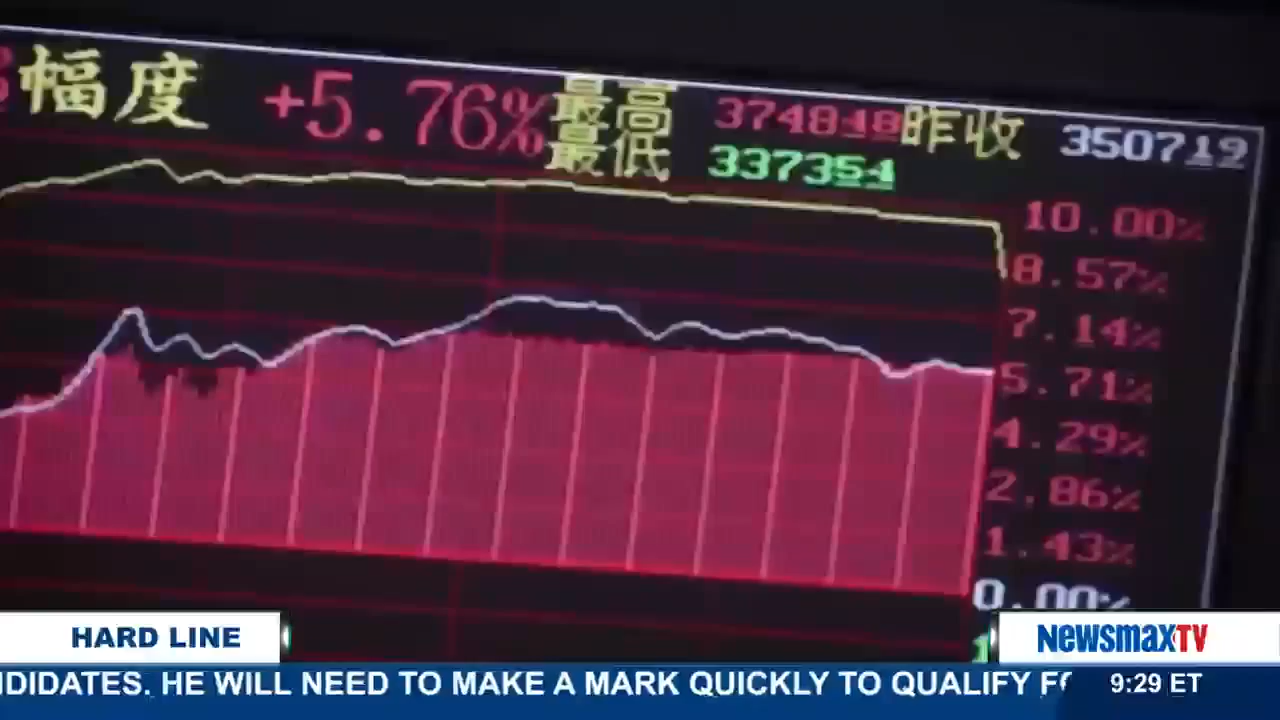 幅度 +5.76% 最高 374848 昨收 350719
最低 337354
10.00%
8.57%
7.14%
5.71%
4.29%
2.86%
1.43%
0.00%
HARD LINE
NEWSMAXTV
NDIDATES. HE WILL NEED TO MAKE A MARK QUICKLY TO QUALIFY
9:29 ET